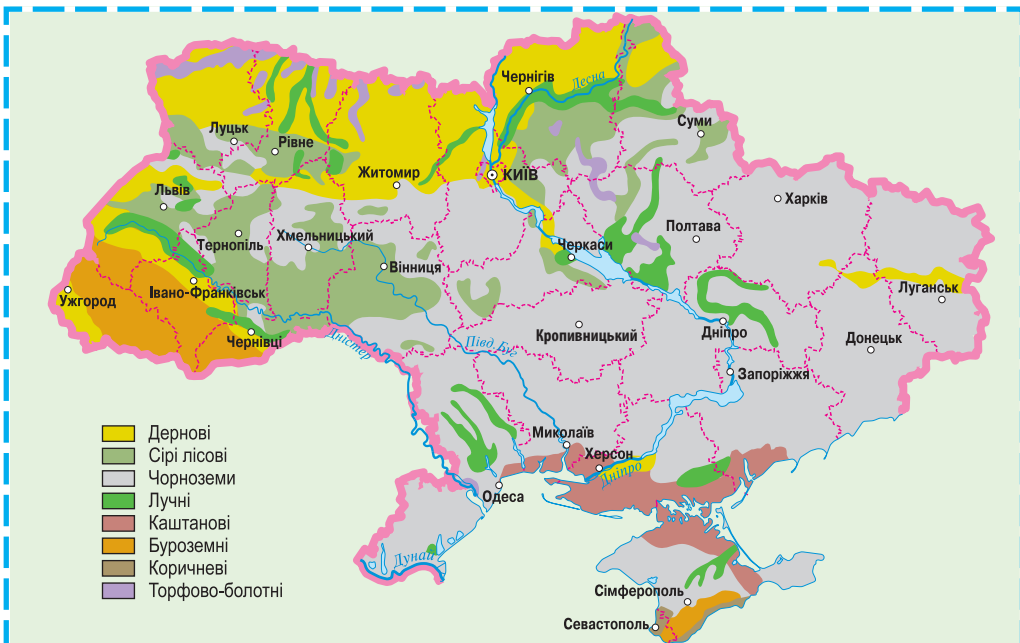 Чернігів
Десна
Суми
Луцьк
Рівне
КИЇВ
Житомир
Львів
Харків
Полтава
Тернопіль
Хмельницький
Черкаси
Вінниця
Івано-Франківськ
Ужгород
Луганськ
Чернівці
Дністер
Півд. Буг
Кропивницький
Дніпро
Донецьк
Запоріжжя
Миколаїв
Херсон
Дніпро
Одеса
Дунай
Сімферополь
Севастополь
Дернові
Сірі лісові
Чорноземи
Лучні
Каштанові
Буроземні
Коричневі
Торфово-болотні